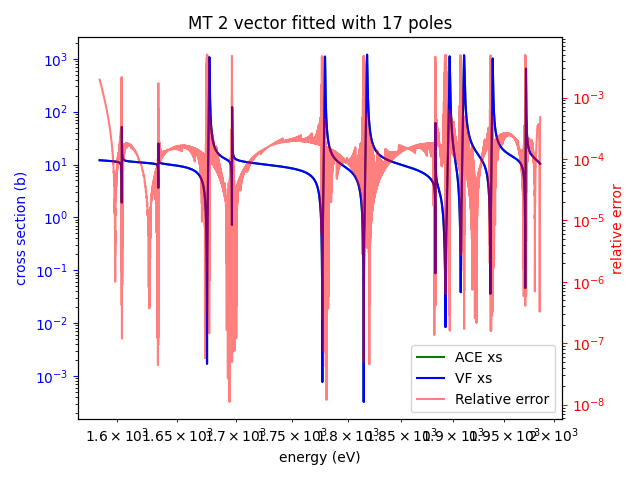 MT 2 vector fitted with 17 poles
cross section (b)
10³
10²
10¹
10⁰
10⁻¹
10⁻²
10⁻³
relative error
10⁻³
10⁻⁴
10⁻⁵
10⁻⁶
10⁻⁷
10⁻⁸
ACE xs
VF xs
Relative error
1.6 × 10³ 1.65 × 10³ 1.7 × 10³ 1.75 × 10³ 1.8 × 10³ 1.85 × 10³ 1.9 × 10³ 1.95 × 10³ 2 × 10³
energy (eV)